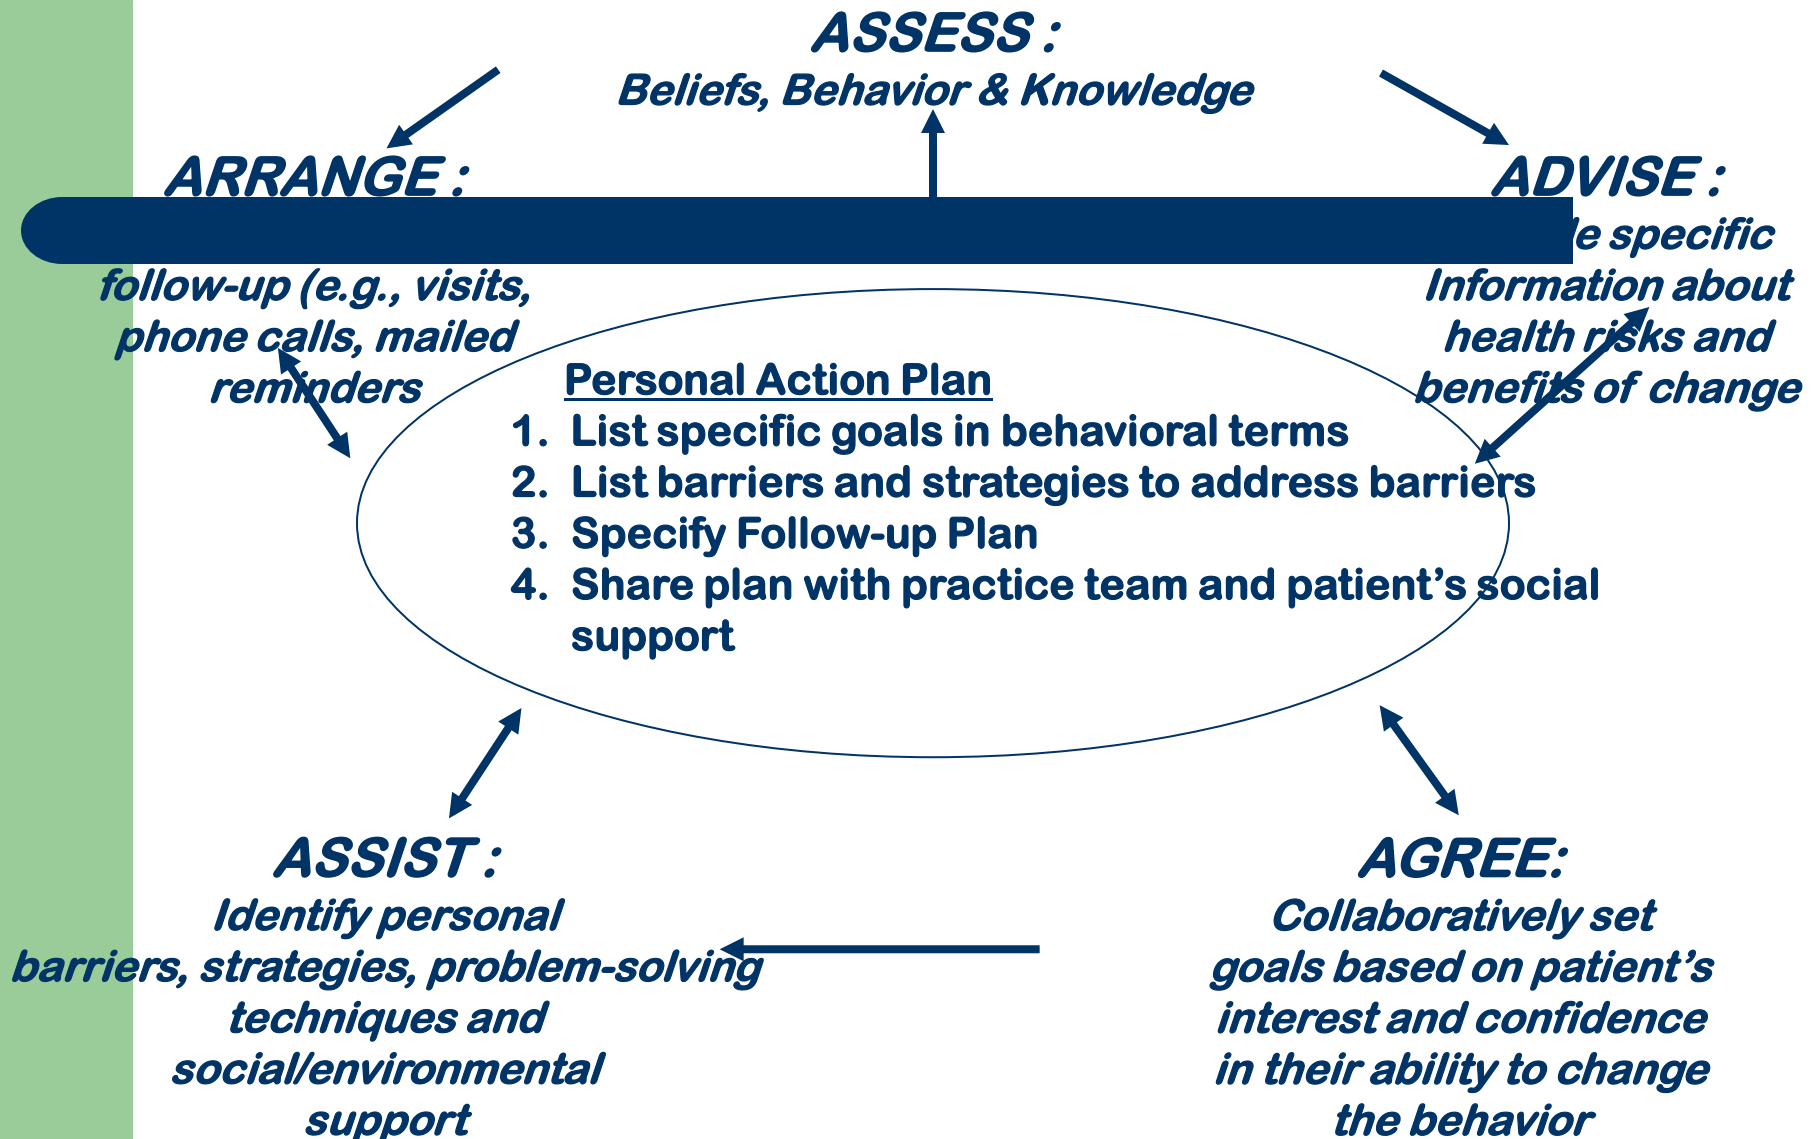 ASSESS :
Beliefs, Behavior & Knowledge
ARRANGE :
follow-up (e.g., visits,
phone calls, mailed
reminders
ADVISE :
specific
Information about
health risks and
benefits of change
Personal Action Plan
1. List specific goals in behavioral terms
2. List barriers and strategies to address barriers
3. Specify Follow-up Plan
4. Share plan with practice team and patient’s social
support
ASSIST :
Identify personal
barriers, strategies, problem-solving
techniques and
social/environmental
support
AGREE:
Collaboratively set
goals based on patient’s
interest and confidence
in their ability to change
the behavior